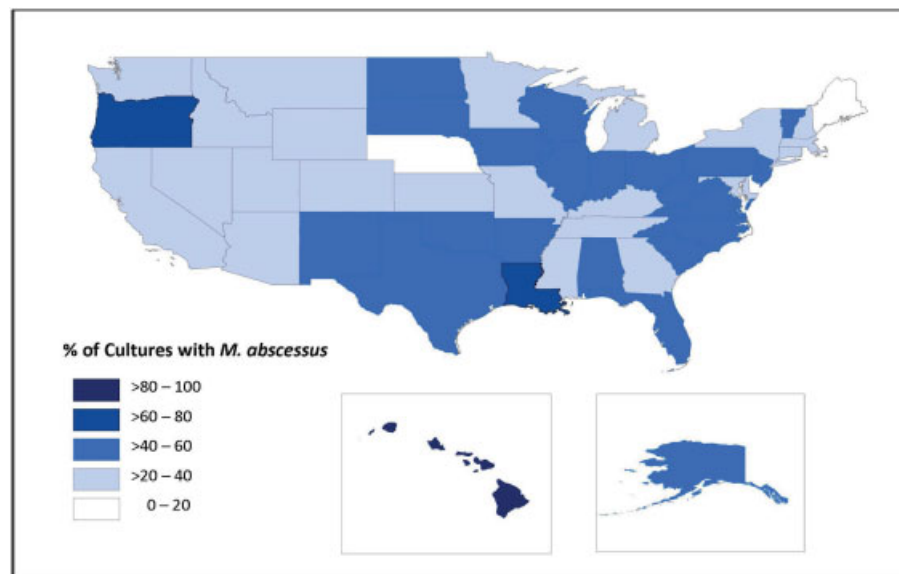 % of Cultures with M. abscessus
>80 – 100
>60 – 80
>40 – 60
>20 – 40
0 – 20